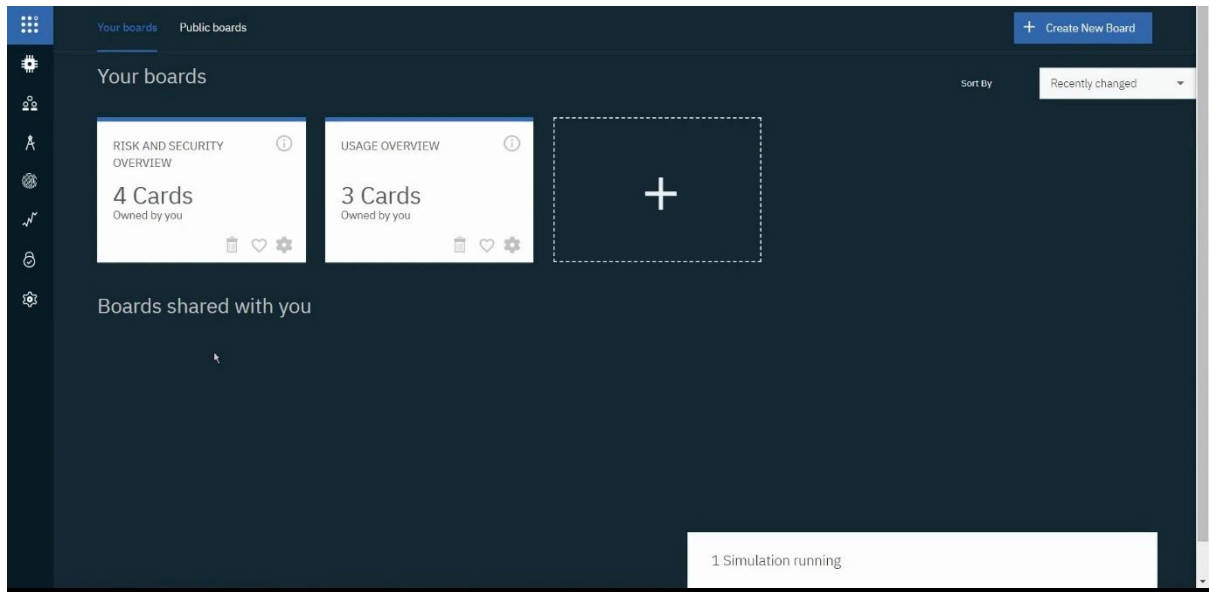 Your boards
Public boards
+ Create New Board
Your boards
Sort By
Recently changed
RISK AND SECURITY
OVERVIEW
4 Cards
Owned by you
USAGE OVERVIEW
3 Cards
Owned by you
Boards shared with you
1 Simulation running